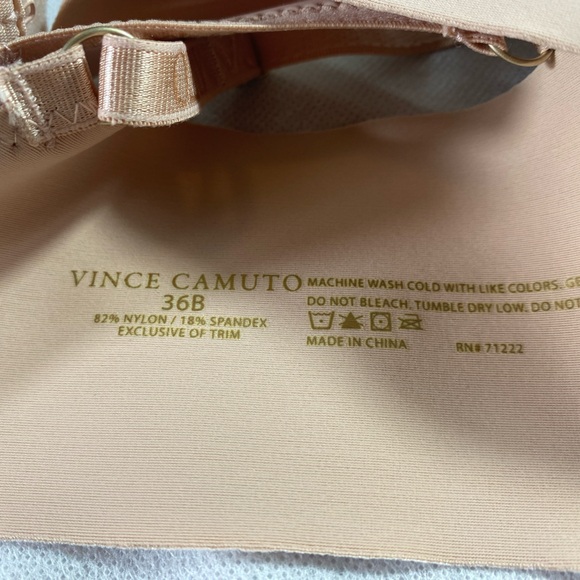 VINCE CAMUTO
36B
82% NYLON / 18% SPANDEX
EXCLUSIVE OF TRIM
MACHINE WASH COLD WITH LIKE COLORS.
DO NOT BLEACH. TUMBLE DRY LOW. DO NOT
MADE IN CHINA
RN# 71222